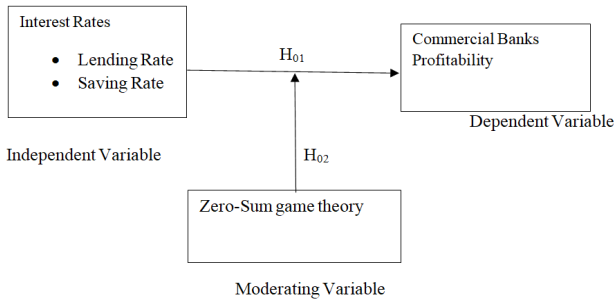 Interest Rates
• Lending Rate
• Saving Rate
H01
Commercial Banks
Profitability
Dependent Variable
Independent Variable
H02
Zero-Sum game theory
Moderating Variable